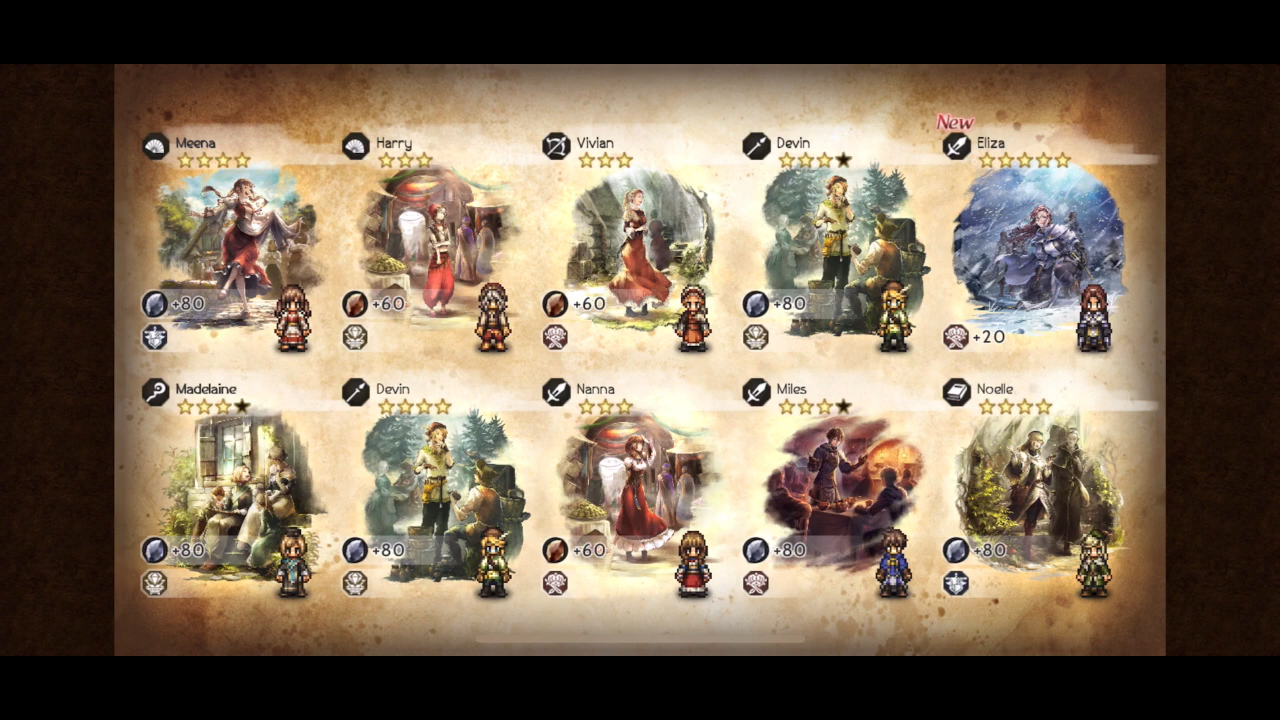 New
Meena
Harry
Vivian
Devin
Eliza
+80
+60
+60
+80
+20
Madelaine
Devin
Nanna
Miles
Noelle
+80
+80
+60
+80
+80